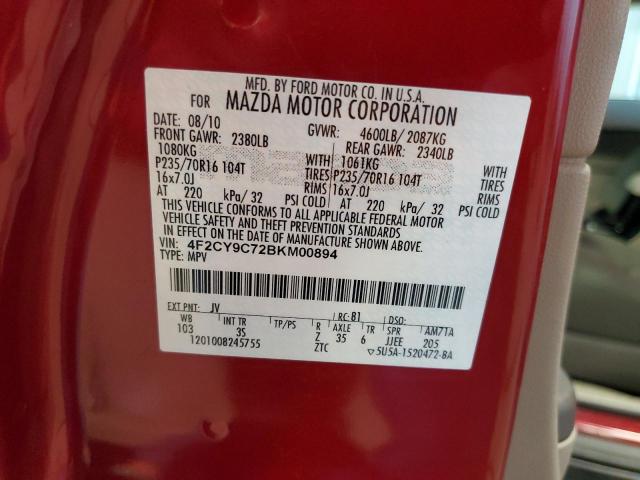 MFD. BY FORD MOTOR CO. IN U.S.A.
FOR MAZDA MOTOR CORPORATION
DATE: 08/10 GVWR: 4600LB/ 2087KG
FRONT GAWR: 2380LB REAR GAWR: 2340LB
1080KG WITH 1061KG WITH
P235/70R16 104T TIRES P235/70R16 104T TIRES
16x7.0J RIMS 16x7.0J RIMS
AT 220 kPa/ 32 PSI COLD AT 220 kPa/ 32 PSI COLD
THIS VEHICLE CONFORMS TO ALL APPLICABLE FEDERAL MOTOR
VEHICLE SAFETY AND THEFT PREVENTION STANDARDS
IN EFFECT ON THE DATE OF MANUFACTURE SHOWN ABOVE.
VIN: 4F2CY9C72BKM00894
TYPE: MPV
EXT PNT: JV RC: 81 DSO:
WB INT TR TP/PS R AXLE TR SPR AM7TA
103 3S Z 35 6 JJEE 205
1201008245755 ZTC 5U5A-1520472-BA